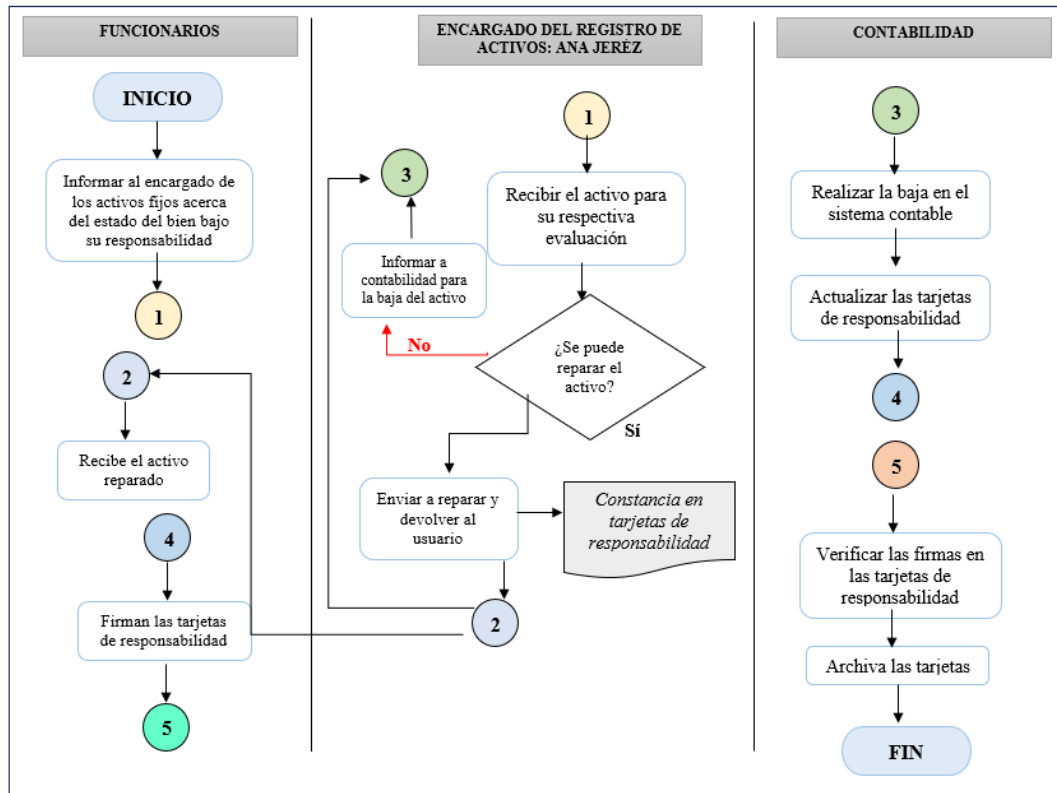 FUNCIONARIOS
INICIO
Informar al encargado de
los activos fijos acerca
del estado del bien bajo
su responsabilidad
1
2
Recibe el activo
reparado
4
Firman las tarjetas
de responsabilidad
5
ENCARGADO DEL REGISTRO DE
ACTIVOS: ANA JERÉZ
1
Recibir el activo para
su respectiva
evaluación
3
Informar a
contabilidad para
la baja del activo
No
¿Se puede
reparar el
activo?
Sí
Enviar a reparar y
devolver al
usuario
Constancia en
tarjetas de
responsabilidad
2
CONTABILIDAD
3
Realizar la baja en el
sistema contable
Actualizar las tarjetas
de responsabilidad
4
5
Verificar las firmas en
las tarjetas de
responsabilidad
Archiva las tarjetas
FIN